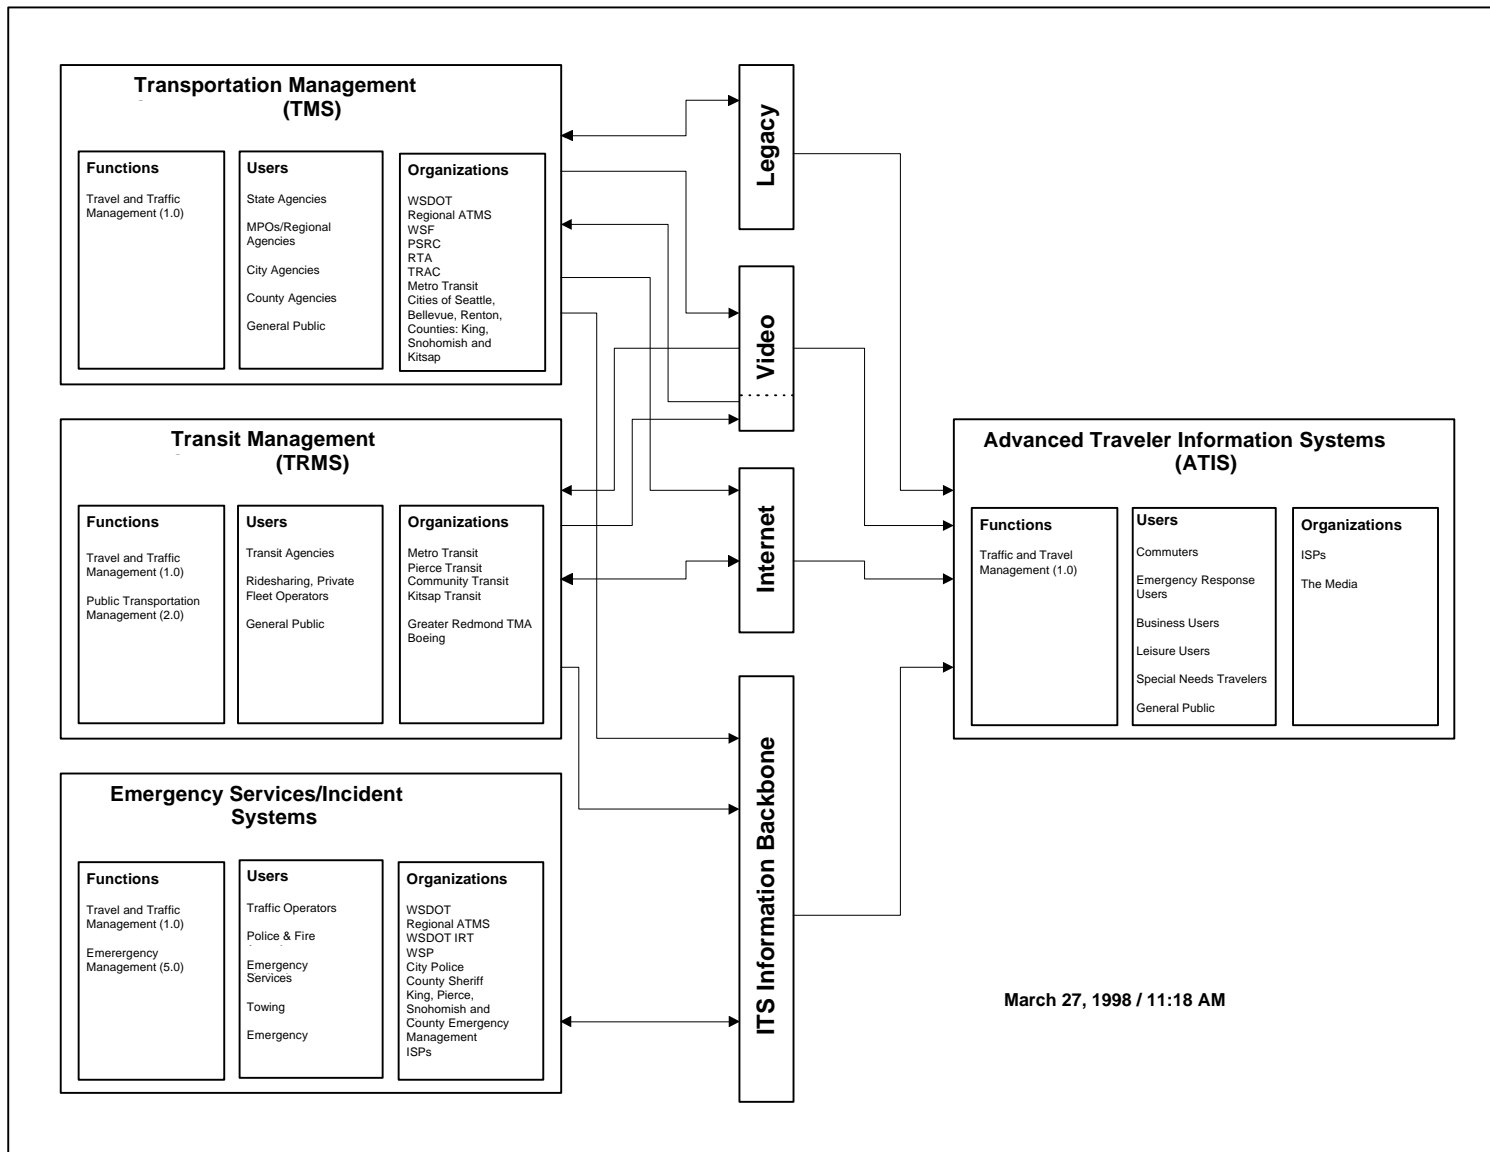 Transportation Management
(TMS)
Functions
Travel and Traffic
Management (1.0)
Users
State Agencies
MPOs/Regional
Agencies
City Agencies
County Agencies
General Public
Organizations
WSDOT
Regional ATMS
WSF
PSRC
RTA
TRAC
Metro Transit
Cities of Seattle,
Bellevue, Renton,
Counties: King,
Snohomish and
Kitsap
Transit Management
(TRMS)
Functions
Travel and Traffic
Management (1.0)
Public Transportation
Management (2.0)
Users
Transit Agencies
Ridesharing, Private
Fleet Operators
General Public
Organizations
Metro Transit
Pierce Transit
Community Transit
Kitsap Transit
Greater Redmond TMA
Boeing
Emergency Services/Incident
Systems
Functions
Travel and Traffic
Management (1.0)
Emerergency
Management (5.0)
Users
Traffic Operators
Police & Fire
Emergency
Services
Towing
Emergency
Organizations
WSDOT
Regional ATMS
WSDOT IRT
WSP
City Police
County Sheriff
King, Pierce,
Snohomish and
County Emergency
Management
ISPs
Legacy
Video
Internet
ITS Information Backbone
Advanced Traveler Information Systems
(ATIS)
Functions
Traffic and Travel
Management (1.0)
Users
Commuters
Emergency Response
Users
Business Users
Leisure Users
Special Needs Travelers
General Public
Organizations
ISPs
The Media
March 27, 1998 / 11:18 AM